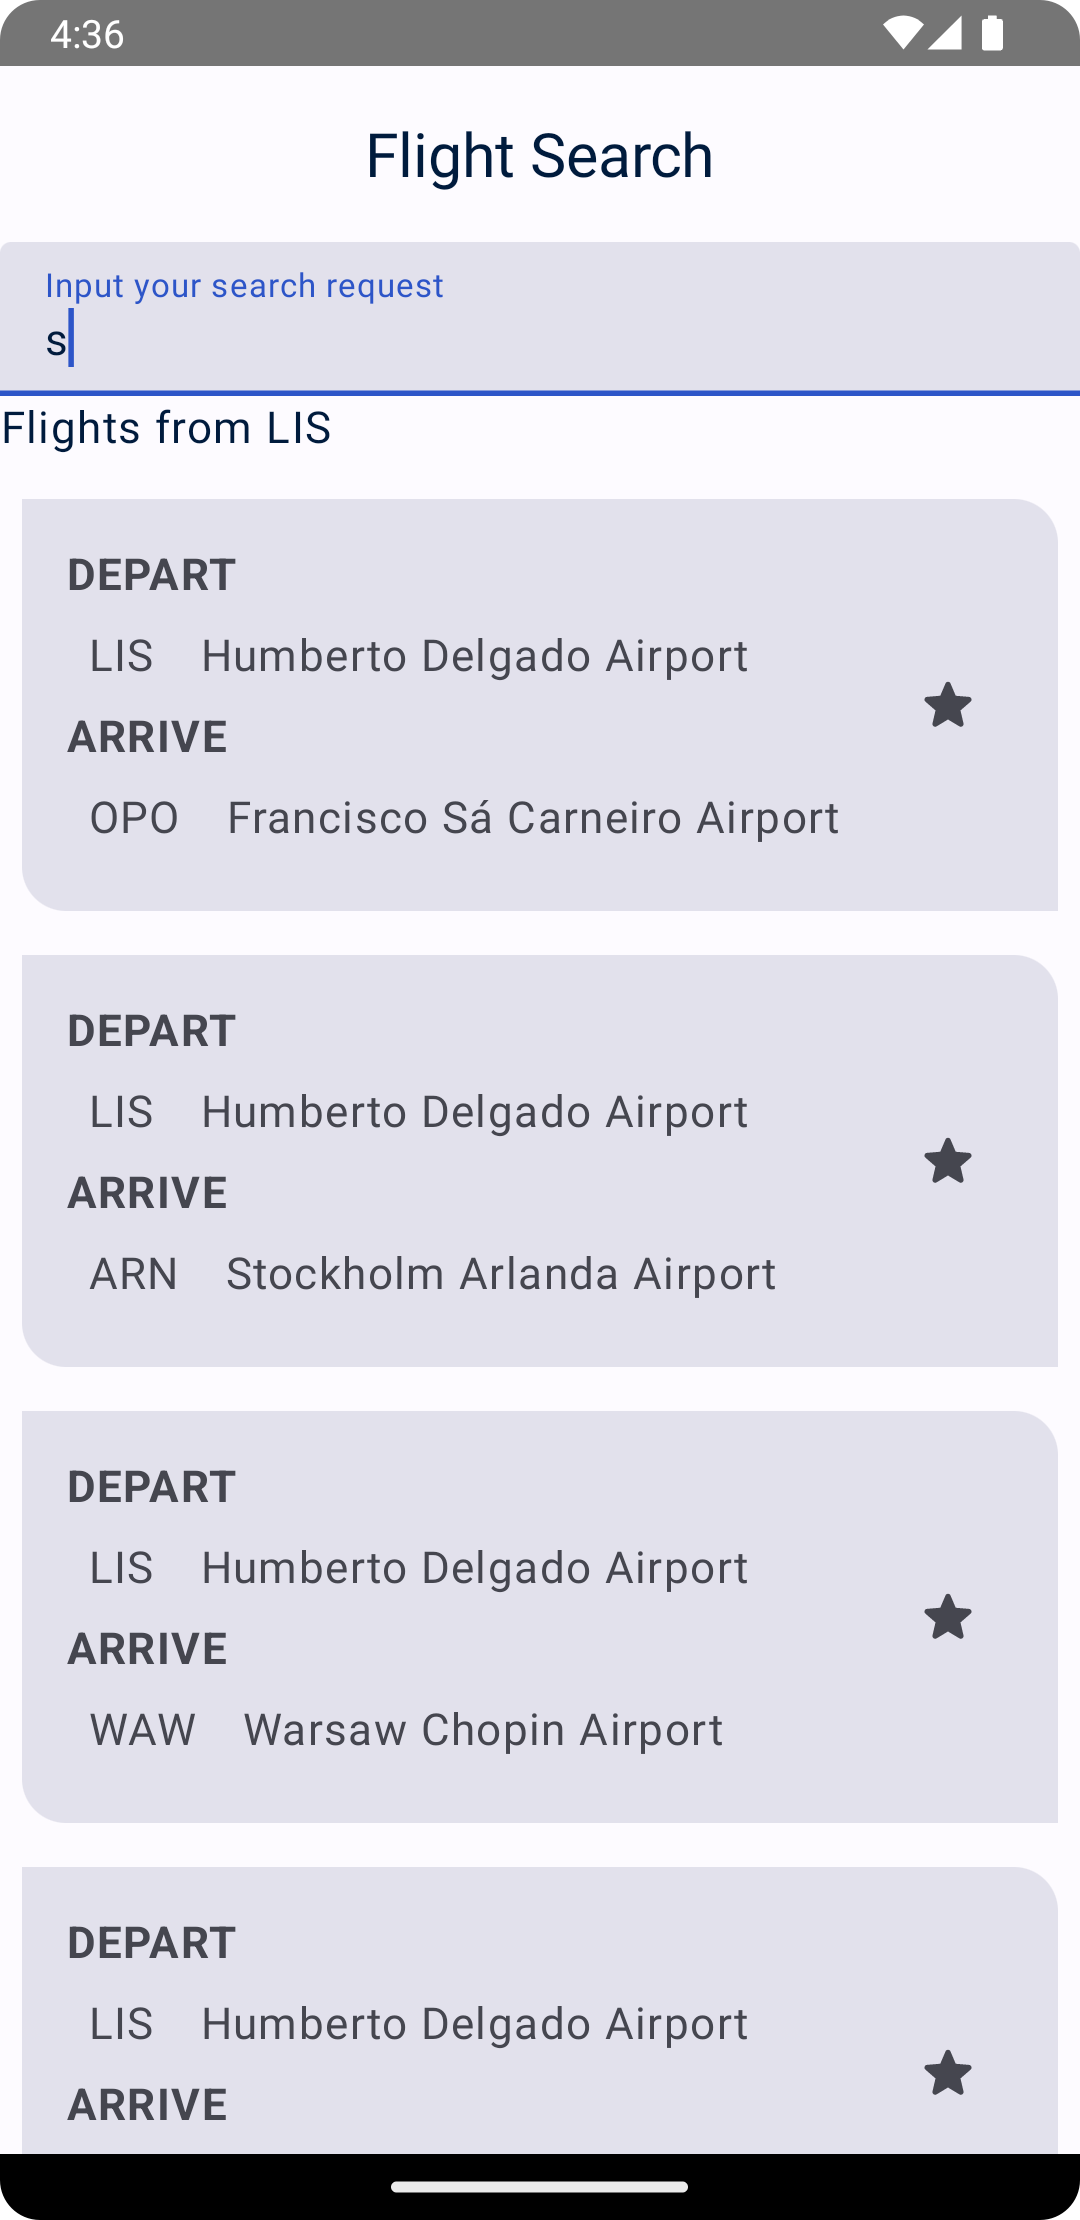 4:36
Flight Search
Input your search request
s
Flights from LIS
DEPART
LIS Humberto Delgado Airport
ARRIVE
OPO Francisco Sá Carneiro Airport
DEPART
LIS Humberto Delgado Airport
ARRIVE
ARN Stockholm Arlanda Airport
DEPART
LIS Humberto Delgado Airport
ARRIVE
WAW Warsaw Chopin Airport
DEPART
LIS Humberto Delgado Airport
ARRIVE